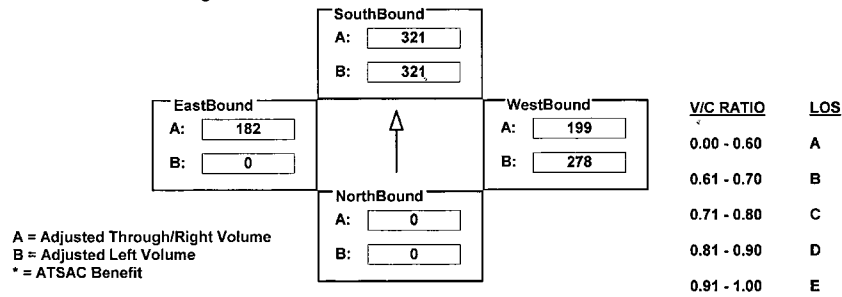 SouthBound
A: 321
B: 321
EastBound
A: 182
B: 0
WestBound
A: 199
B: 278
NorthBound
A: 0
B: 0
A = Adjusted Through/Right Volume
B = Adjusted Left Volume
* = ATSAC Benefit
V/C RATIO LOS
0.00 - 0.60 A
0.61 - 0.70 B
0.71 - 0.80 C
0.81 - 0.90 D
0.91 - 1.00 E